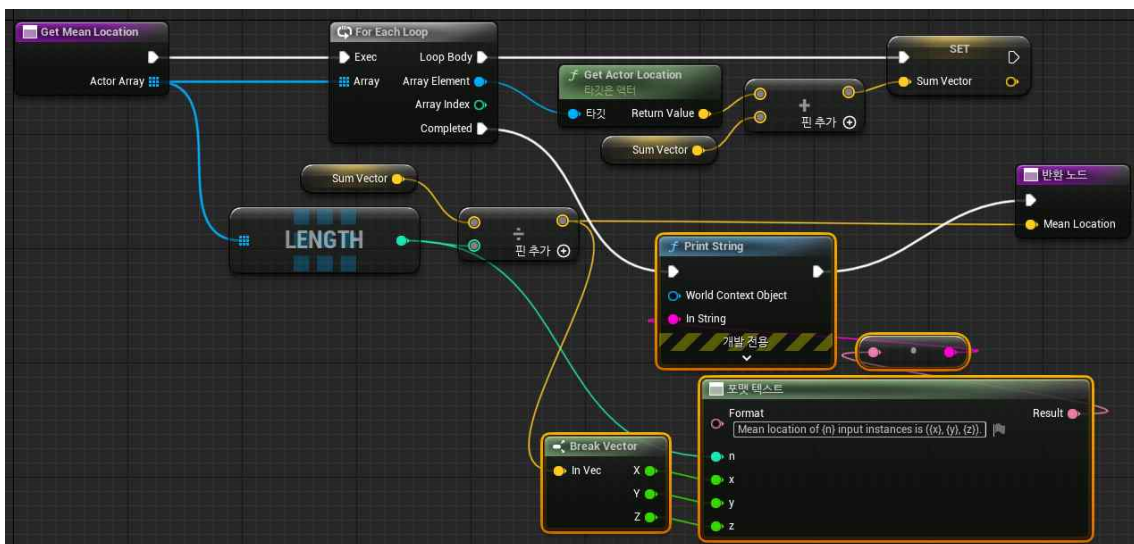 Get Mean Location
Actor Array
For Each Loop
Exec
Loop Body
Array
Array Element
Array Index
Completed
f Get Actor Location
타깃은 액터
타깃
Return Value
+
핀 추가
Sum Vector
SET
Sum Vector
Sum Vector
LENGTH
÷
핀 추가
반환 노드
Mean Location
f Print String
World Context Object
In String
개발 전용
포맷 텍스트
Format
Result
Mean location of {n} input instances is ({x}, {y}, {z}).
n
x
y
z
Break Vector
In Vec
X
Y
Z